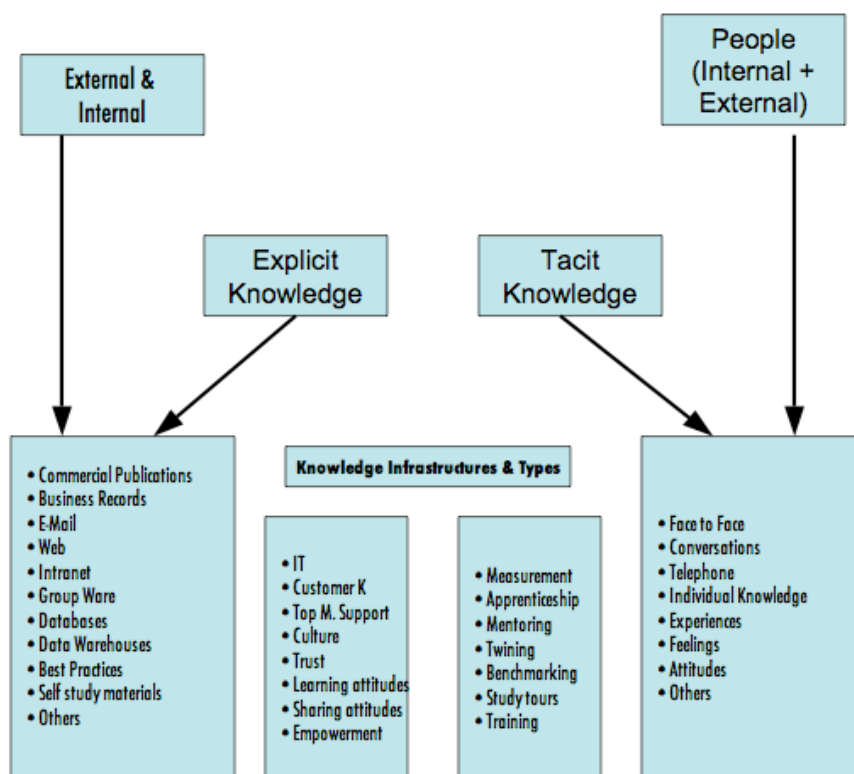 External &
Internal
People
(Internal +
External)
Explicit
Knowledge
Tacit
Knowledge
• Commercial Publications
• Business Records
• E-Mail
• Web
• Intranet
• Group Ware
• Databases
• Data Warehouses
• Best Practices
• Self study materials
• Others
Knowledge Infrastructures & Types
• IT
• Customer K
• Top M. Support
• Culture
• Trust
• Learning attitudes
• Sharing attitudes
• Empowerment
• Measurement
• Apprenticeship
• Mentoring
• Twining
• Benchmarking
• Study tours
• Training
• Face to Face
• Conversations
• Telephone
• Individual Knowledge
• Experiences
• Feelings
• Attitudes
• Others